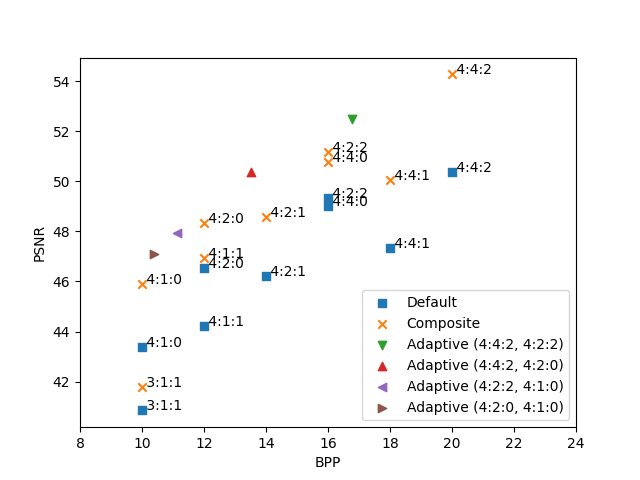 54
52
50
48
46
44
42
PSNR
4:4:2
4:2:2
4:4:0
4:4:1
4:4:2
4:2:2
4:4:0
4:2:0
4:2:1
4:4:1
4:1:1
4:2:0
4:2:1
4:1:0
4:1:1
4:1:0
3:1:1
3:1:1
Default
Composite
Adaptive (4:4:2, 4:2:2)
Adaptive (4:4:2, 4:2:0)
Adaptive (4:2:2, 4:1:0)
Adaptive (4:2:0, 4:1:0)
8 10 12 14 16 18 20 22 24
BPP